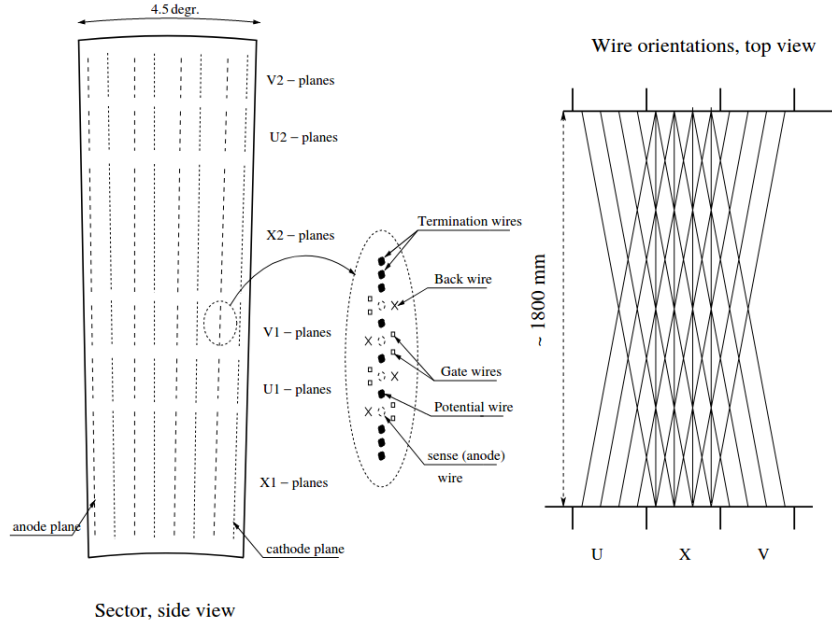 4.5 degr.
V2 – planes
U2 – planes
X2 – planes
V1 – planes
U1 – planes
X1 – planes
anode plane
cathode plane
Sector, side view
Termination wires
Back wire
Gate wires
Potential wire
sense (anode)
wire
Wire orientations, top view
~ 1800 mm
U X V